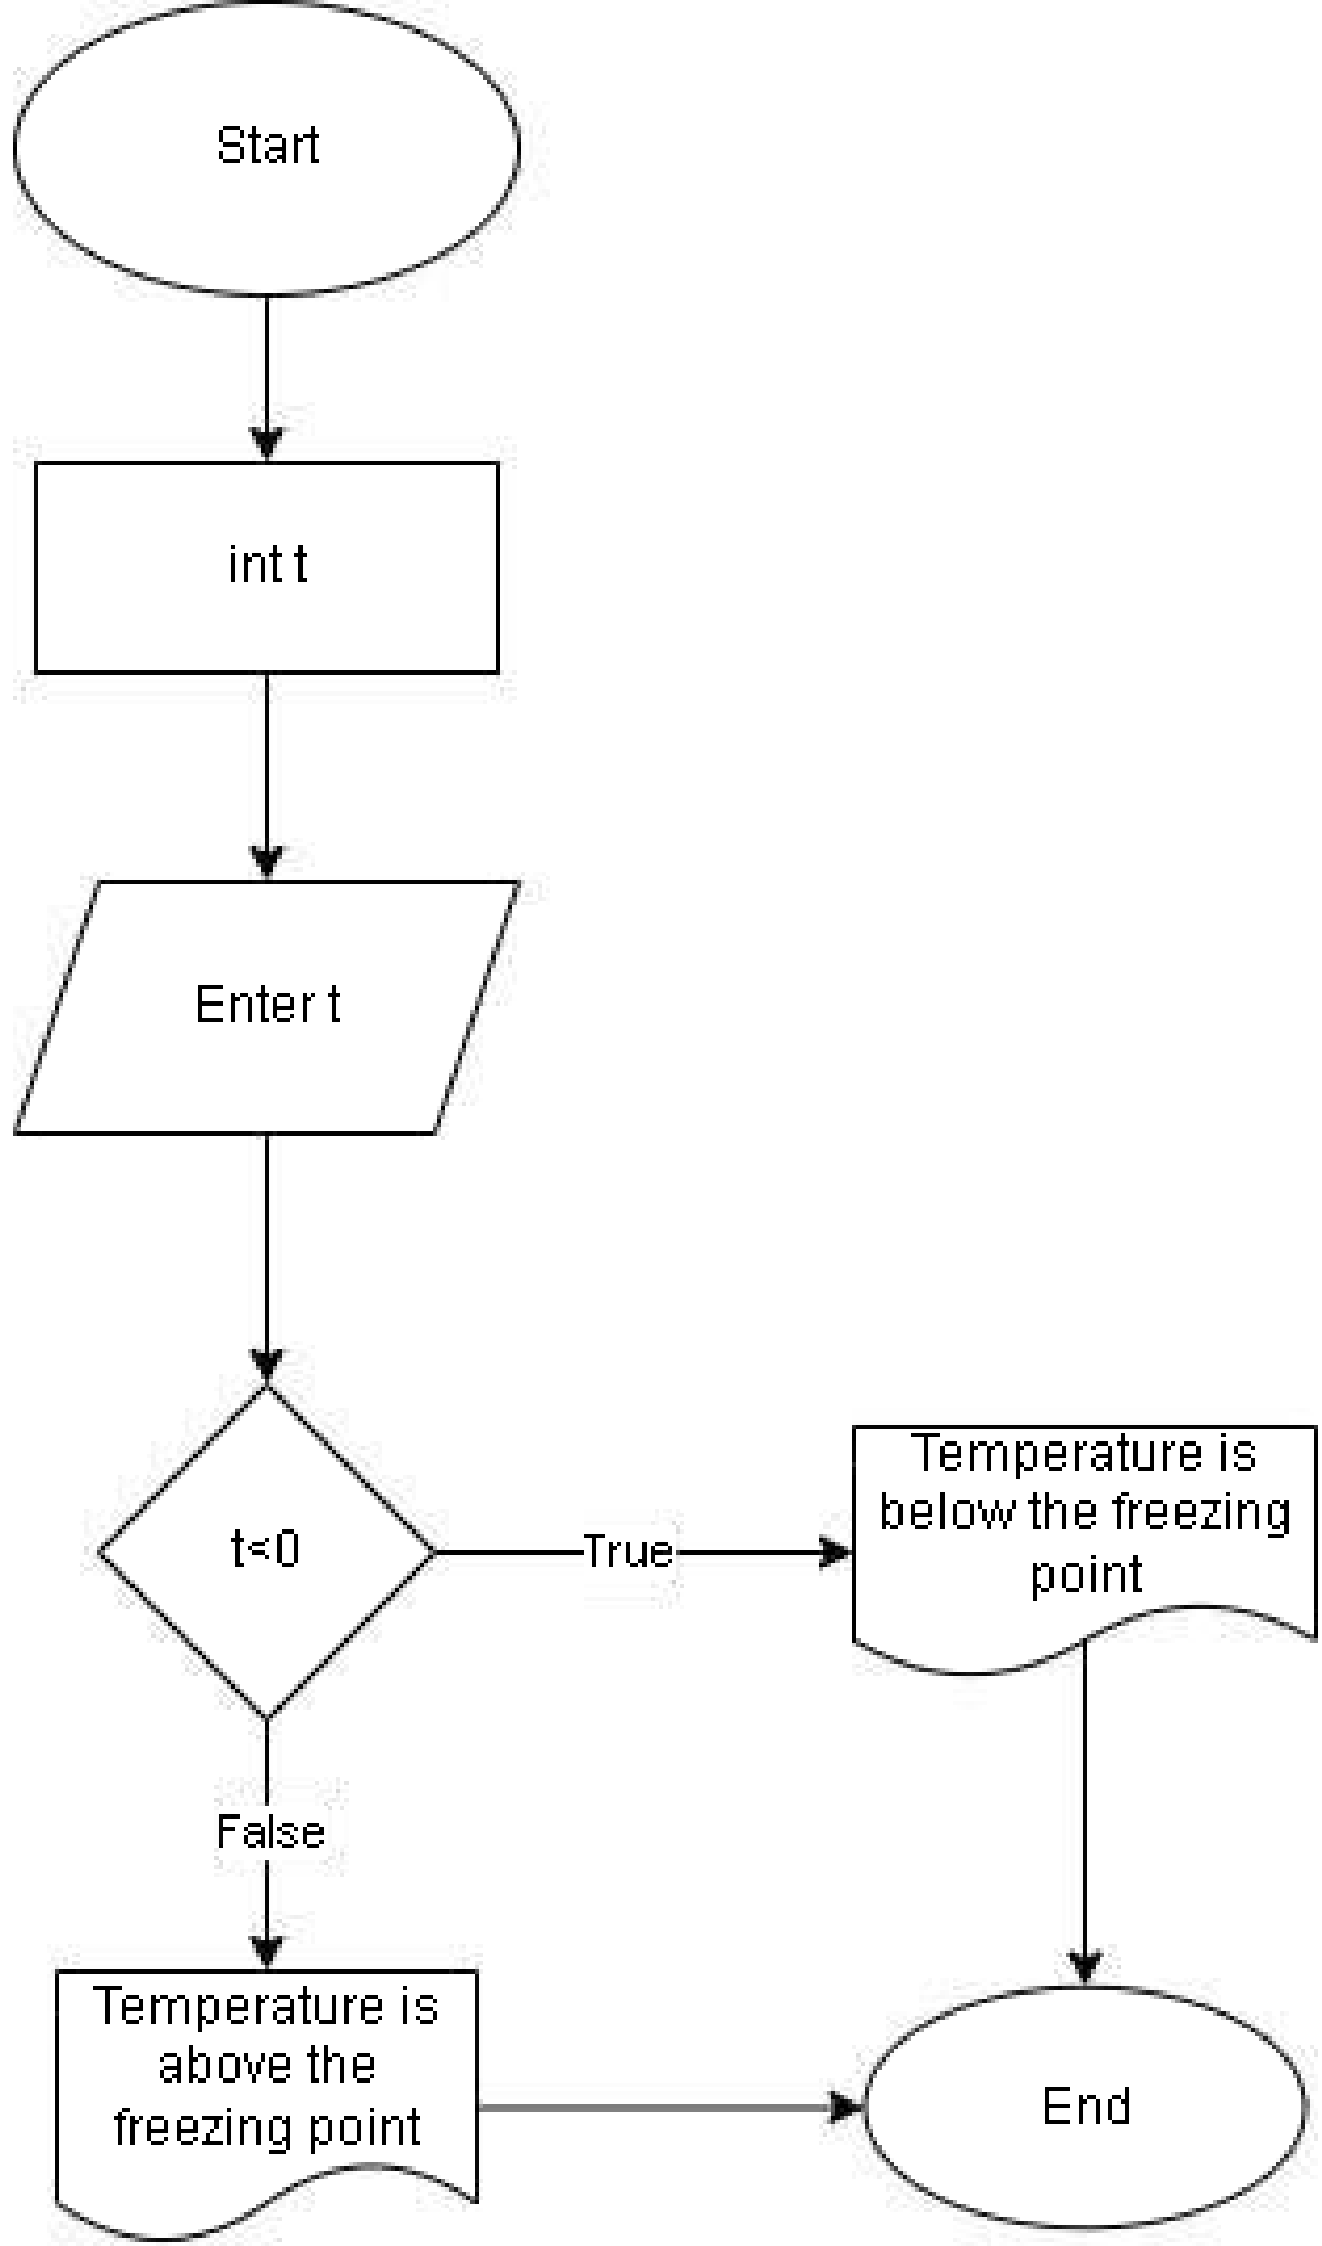 Start
int t
Enter t
t<0
True
Temperature is
below the freezing
point
False
Temperature is
above the
freezing point
End